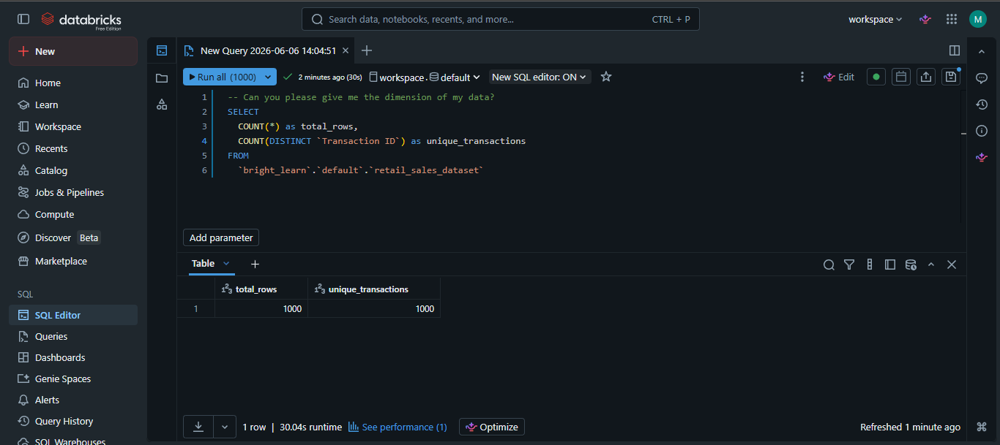 databricks
Free Edition
Search data, notebooks, recents, and more... CTRL + P
workspace
M
New
Home
Learn
Workspace
Recents
Catalog
Jobs & Pipelines
Compute
Discover Beta
Marketplace
SQL
SQL Editor
Queries
Dashboards
Genie Spaces
Alerts
Query History
SQL Warehouses
New Query 2026-06-06 14:04:51
Run all (1000) 2 minutes ago (30s) workspace. default New SQL editor: ON Edit
1 -- Can you please give me the dimension of my data?
2 SELECT
3 COUNT(*) as total_rows,
4 COUNT(DISTINCT `Transaction ID`) as unique_transactions
5 FROM
6 `bright_learn`.`default`.`retail_sales_dataset`
Add parameter
Table
123 total_rows 123 unique_transactions
1 1000 1000
1 row | 30.04s runtime See performance (1) Optimize Refreshed 1 minute ago